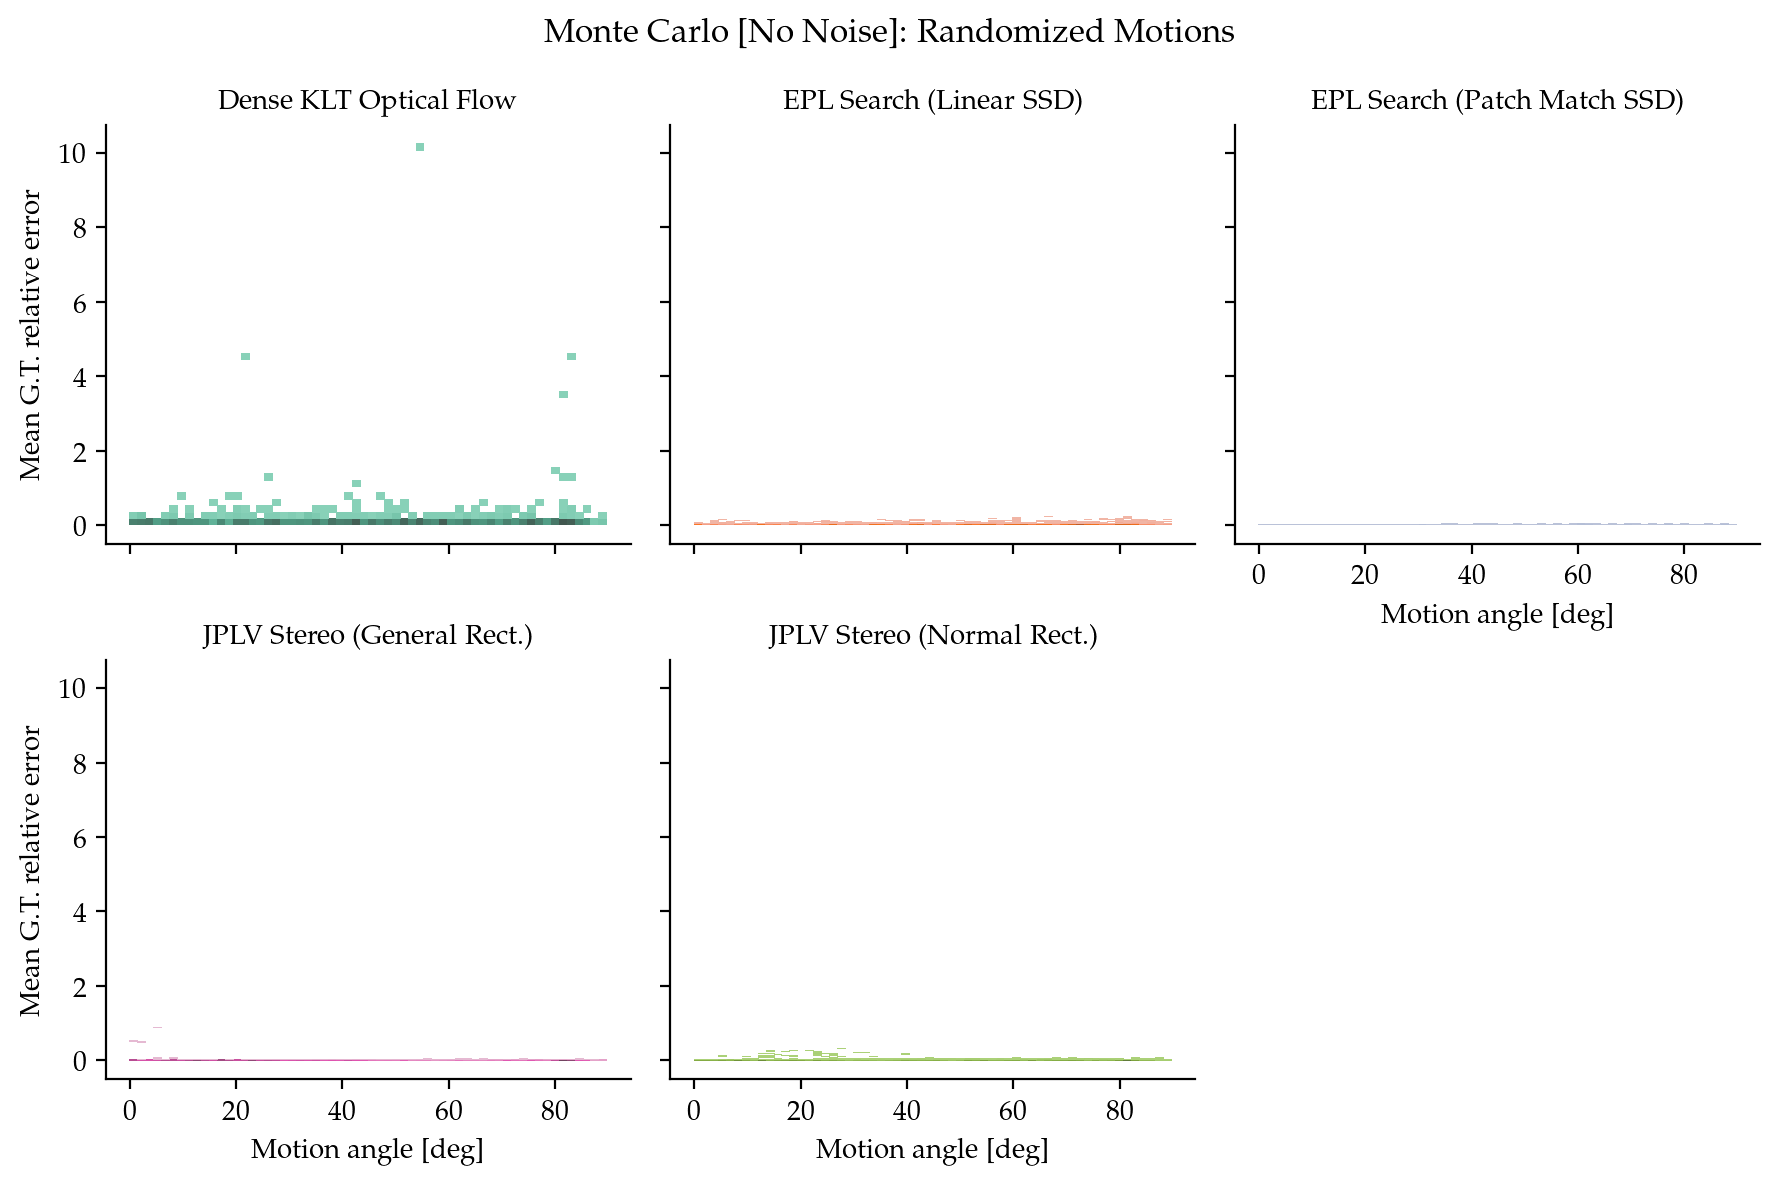 Monte Carlo [No Noise]: Randomized Motions
Dense KLT Optical Flow
EPL Search (Linear SSD)
EPL Search (Patch Match SSD)
Mean G.T. relative error
10
8
6
4
2
0
0 20 40 60 80
Motion angle [deg]
JPLV Stereo (General Rect.)
JPLV Stereo (Normal Rect.)
Mean G.T. relative error
10
8
6
4
2
0
0 20 40 60 80
0 20 40 60 80
Motion angle [deg]
Motion angle [deg]